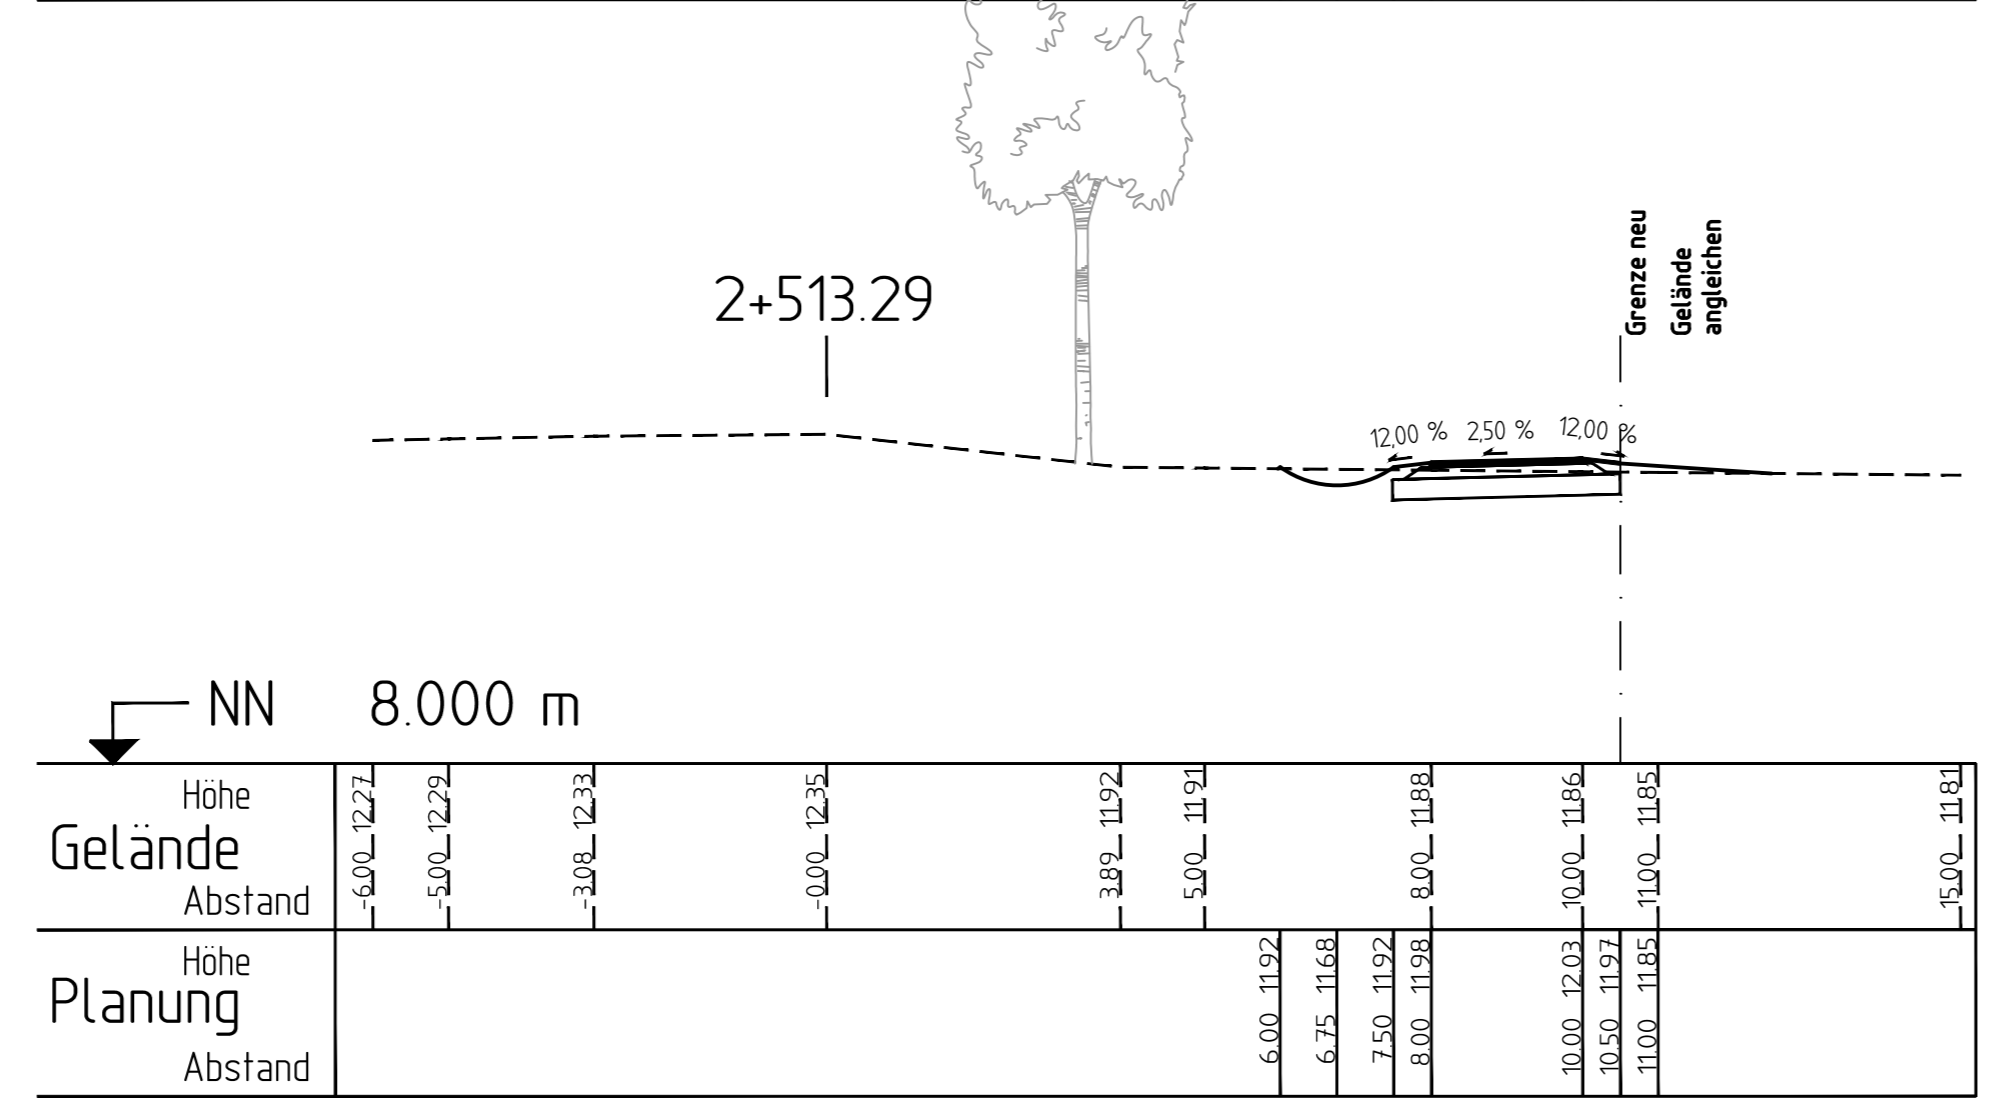 2+513.29
Grenze neu
Gelände
angleichen
12,00 % 2,50 % 12,00 %
NN 8.000 m
Höhe
12.27 12.29 12.33 12.35 11.92 11.91 11.88 11.86 11.85 11.81
Gelände
Abstand
-6.00 -5.00 -3.08 -0.00 3.89 5.00 8.00 10.00 11.00 15.00
Höhe
11.92 11.68 11.92 11.98 12.03 11.97 11.85
Planung
Abstand
6.00 6.75 7.50 8.00 10.00 10.50 11.00